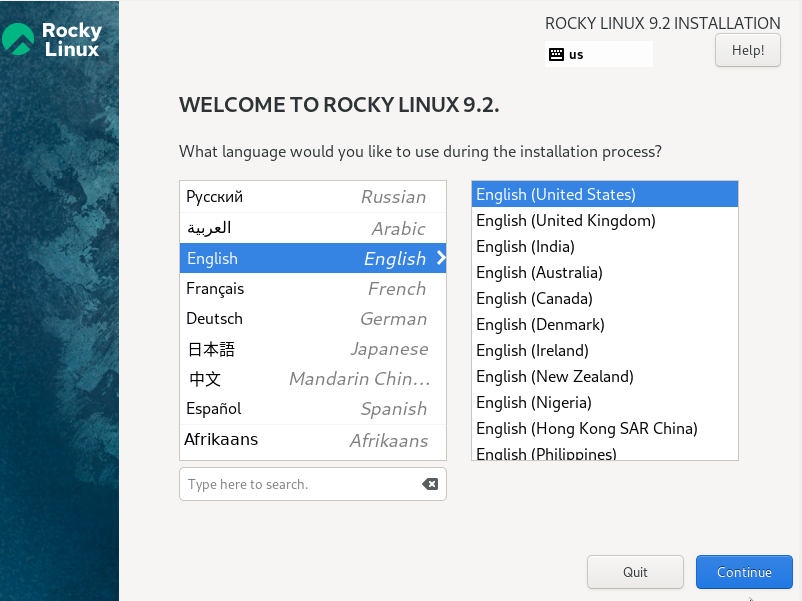 Rocky
Linux
ROCKY LINUX 9.2 INSTALLATION
us
Help!
WELCOME TO ROCKY LINUX 9.2.
What language would you like to use during the installation process?
Русский Russian
العربية Arabic
English English
Français French
Deutsch German
日本語 Japanese
中文 Mandarin Chin...
Español Spanish
Afrikaans Afrikaans
Type here to search.
English (United States)
English (United Kingdom)
English (India)
English (Australia)
English (Canada)
English (Denmark)
English (Ireland)
English (New Zealand)
English (Nigeria)
English (Hong Kong SAR China)
English (Philippines)
Quit
Continue